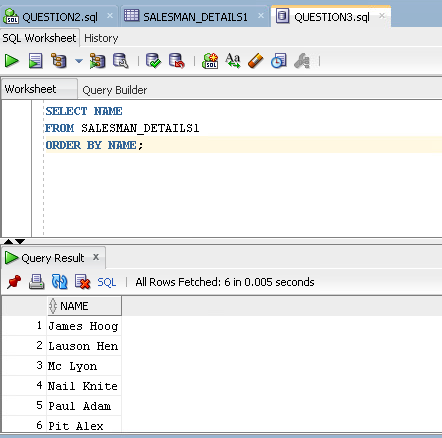 QUESTION2.sql SALESMAN_DETAILS1 QUESTION3.sql
SQL Worksheet History
Worksheet Query Builder
SELECT NAME
FROM SALESMAN_DETAILS1
ORDER BY NAME;
Query Result x
SQL | All Rows Fetched: 6 in 0.005 seconds
NAME
1 James Hoog
2 Lauson Hen
3 Mc Lyon
4 Nail Knite
5 Paul Adam
6 Pit Alex